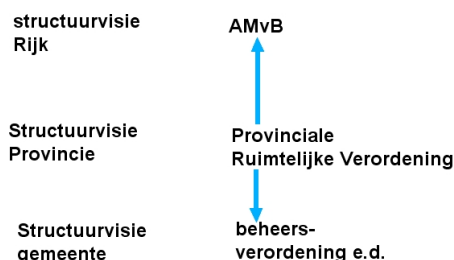 structuurvisie
Rijk
AMvB
Structuurvisie
Provincie
Provinciale
Ruimtelijke Verordening
Structuurvisie
gemeente
beheers-
verordening e.d.